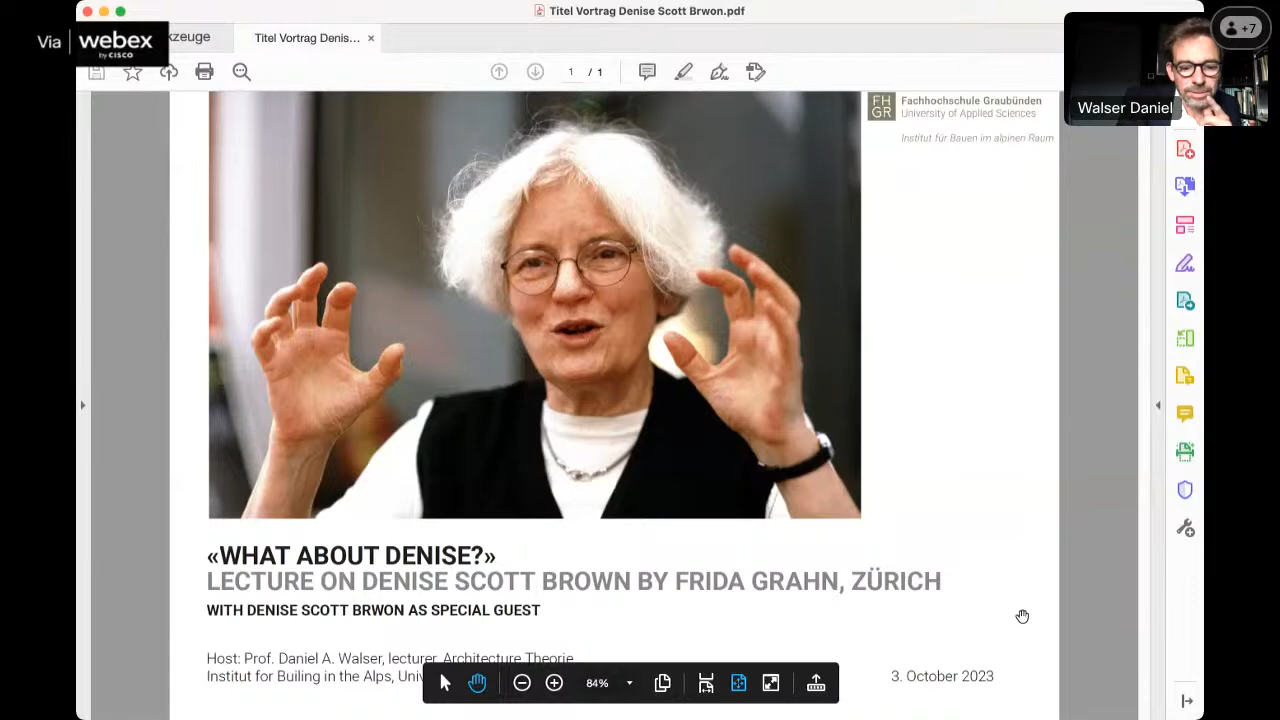 Titel Vortrag Denise Scott Brwon.pdf
Via webex
by CISCO
kzeuge
Titel Vortrag Denis... ×
+7
1 / 1
Walser Daniel
FH
GR
Fachhochschule Graubünden
University of Applied Sciences
Institut für Bauen im alpinen Raum
«WHAT ABOUT DENISE?»
LECTURE ON DENISE SCOTT BROWN BY FRIDA GRAHN, ZÜRICH
WITH DENISE SCOTT BRWON AS SPECIAL GUEST
Host: Prof. Daniel A. Walser, lecturer, Architecture Theorie
Institut for Builing in the Alps, Univ
3. October 2023
84%